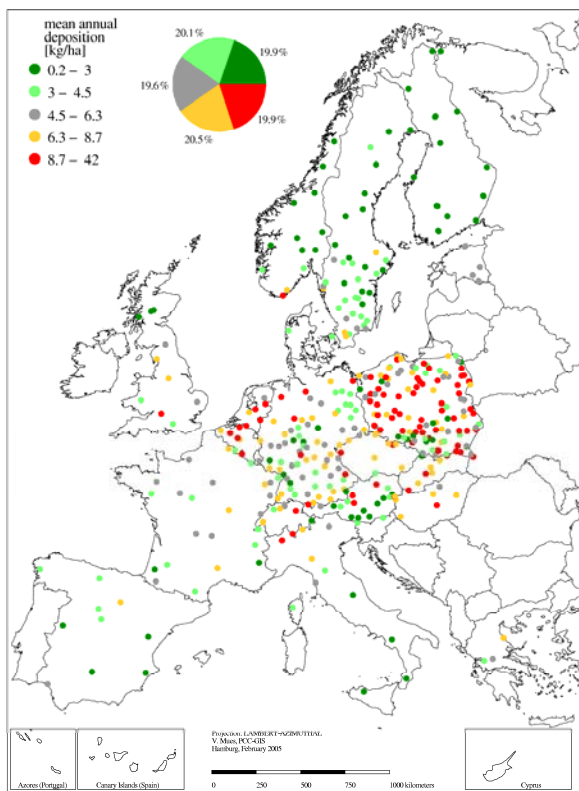 mean annual
deposition
[kg/ha]
0.2 – 3
3 – 4.5
4.5 – 6.3
6.3 – 8.7
8.7 – 42
20.1%
19.9%
19.6%
20.5%
19.9%
Projection: LAMBERT-AZIMUTHAL
V. Mues, PCC-GIS
Hamburg, February 2005
0 250 500 750 1000 kilometers
Azores (Portugal)
Canary Islands (Spain)
Cyprus